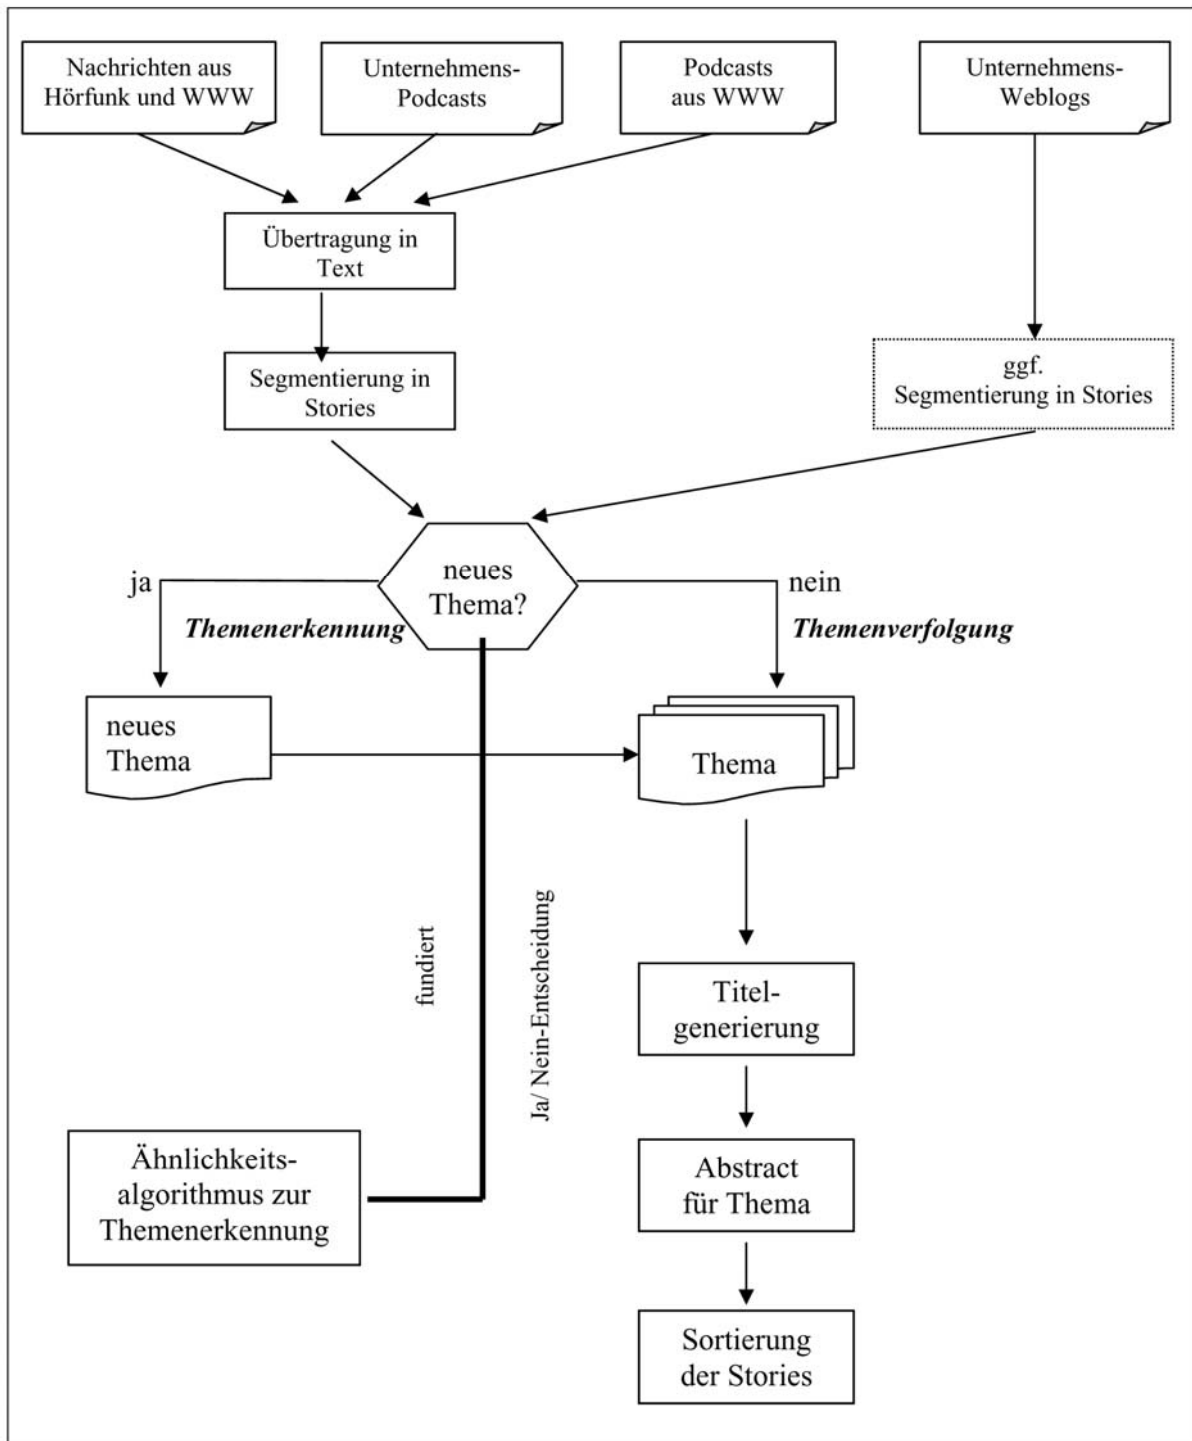 Nachrichten aus
Hörfunk und WWW
Unternehmens-
Podcasts
Podcasts
aus WWW
Unternehmens-
Weblogs
Übertragung in
Text
Segmentierung in
Stories
ggf.
Segmentierung in Stories
neues
Thema?
ja
nein
Themenerkennung
Themenverfolgung
neues
Thema
Thema
fundiert
Ja/ Nein-Entscheidung
Titel-
generierung
Ähnlichkeits-
algorithmus zur
Themenerkennung
Abstract
für Thema
Sortierung
der Stories